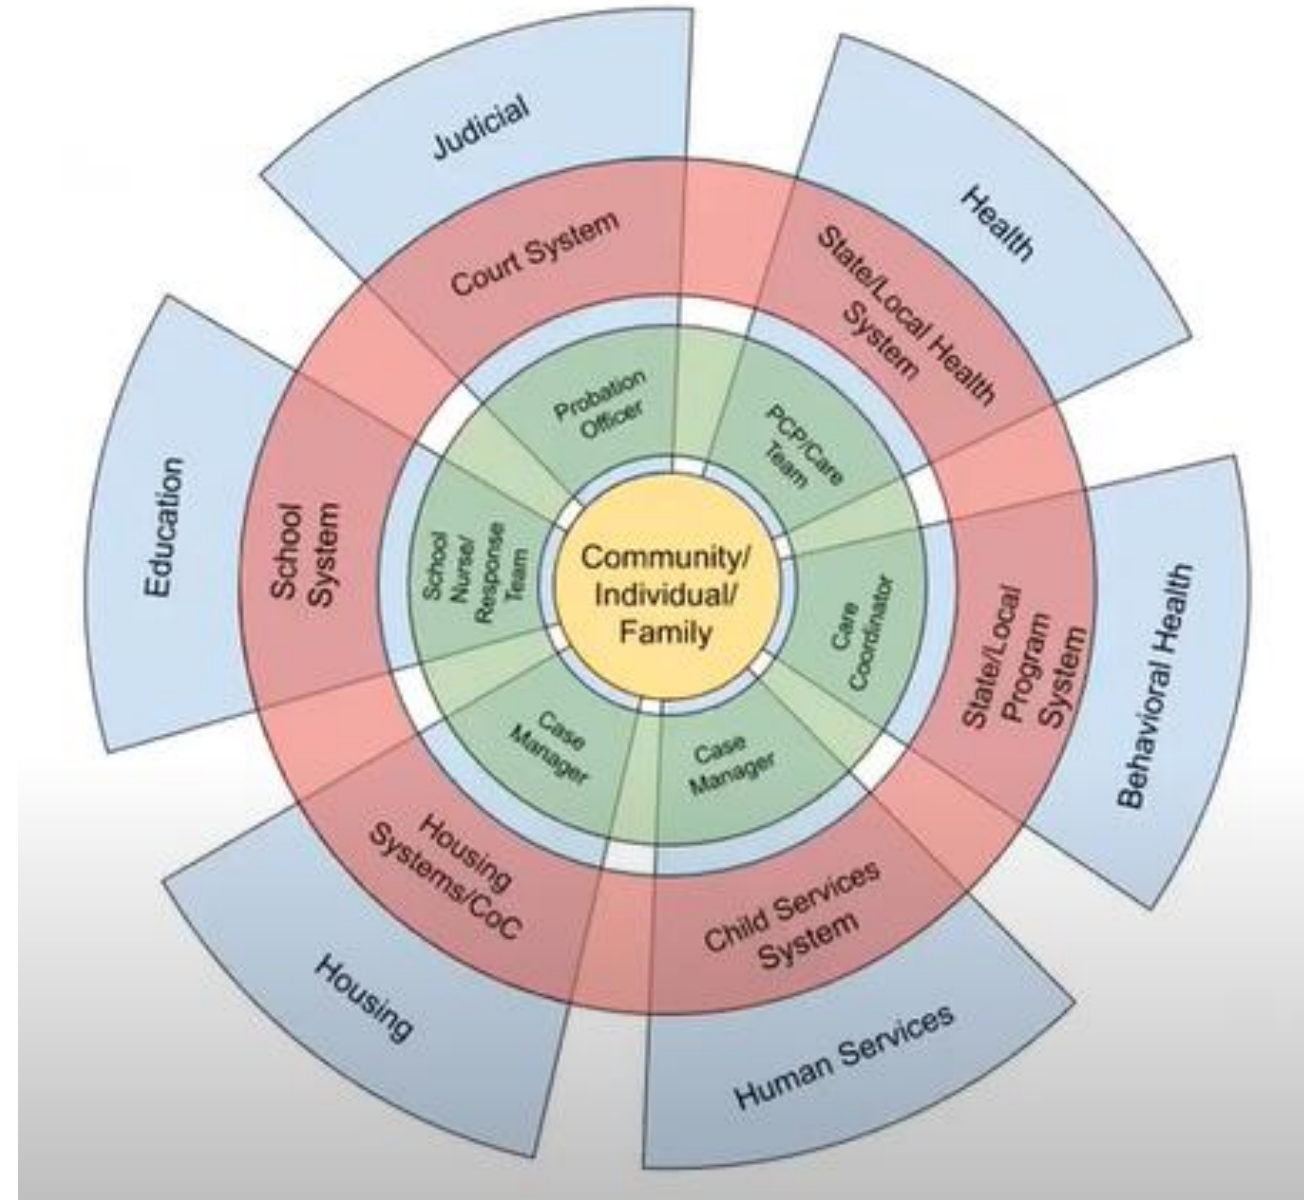 Judicial
Health
Court System
State/Local Health
System
Probation
Officer
PCP/Care
Team
Education
School
System
School
Nurse/
Response
Team
Community/
Individual/
Family
Care
Coordinator
State/Local
Program
System
Behavioral Health
Case
Manager
Case
Manager
Housing
Systems/CoC
Child Services
System
Housing
Human Services